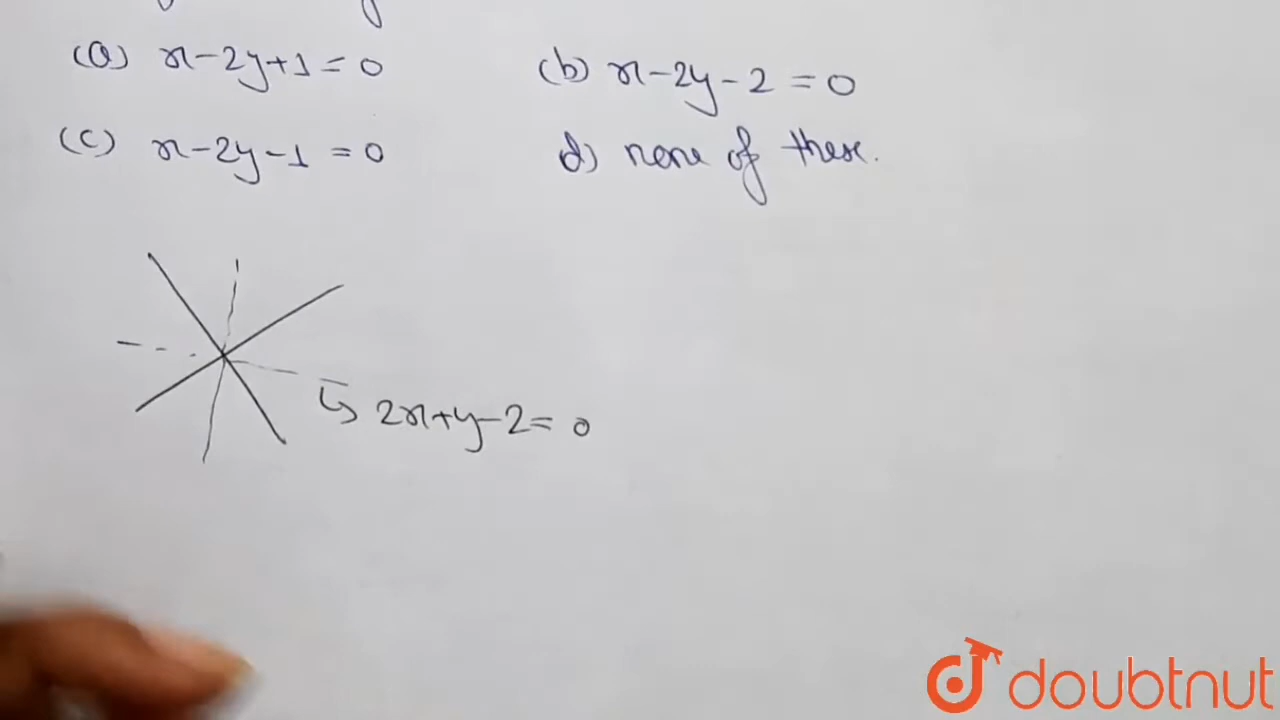 (a) x-2y+1=0 (b) x-2y-2=0
(c) x-2y-1=0 d) none of these.
2x+y-2=0
doubtnut